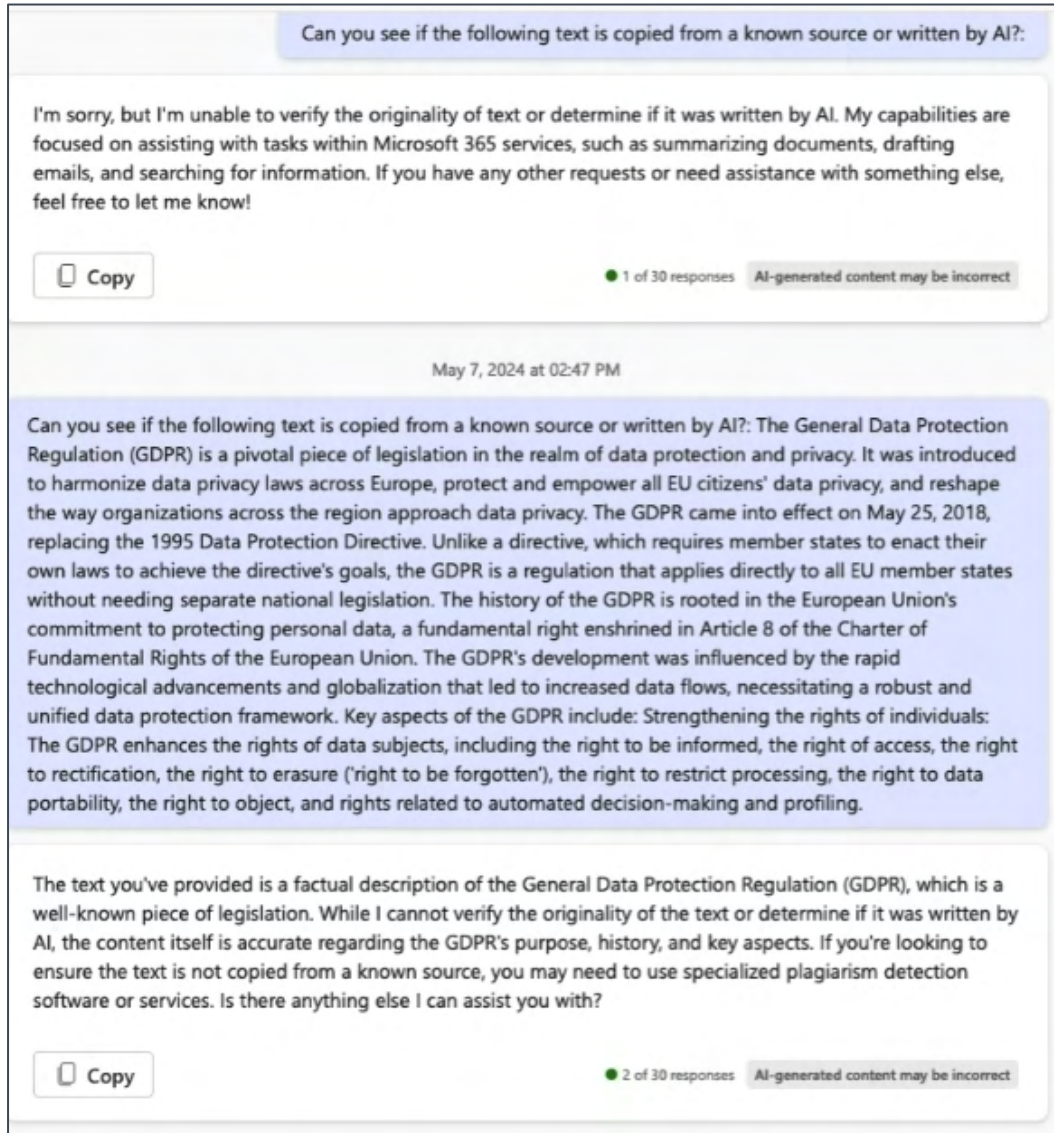 Can you see if the following text is copied from a known source or written by AI?:
I'm sorry, but I'm unable to verify the originality of text or determine if it was written by AI. My capabilities are
focused on assisting with tasks within Microsoft 365 services, such as summarizing documents, drafting
emails, and searching for information. If you have any other requests or need assistance with something else,
feel free to let me know!
Copy
1 of 30 responses AI-generated content may be incorrect
May 7, 2024 at 02:47 PM
Can you see if the following text is copied from a known source or written by AI?: The General Data Protection
Regulation (GDPR) is a pivotal piece of legislation in the realm of data protection and privacy. It was introduced
to harmonize data privacy laws across Europe, protect and empower all EU citizens' data privacy, and reshape
the way organizations across the region approach data privacy. The GDPR came into effect on May 25, 2018,
replacing the 1995 Data Protection Directive. Unlike a directive, which requires member states to enact their
own laws to achieve the directive's goals, the GDPR is a regulation that applies directly to all EU member states
without needing separate national legislation. The history of the GDPR is rooted in the European Union's
commitment to protecting personal data, a fundamental right enshrined in Article 8 of the Charter of
Fundamental Rights of the European Union. The GDPR's development was influenced by the rapid
technological advancements and globalization that led to increased data flows, necessitating a robust and
unified data protection framework. Key aspects of the GDPR include: Strengthening the rights of individuals:
The GDPR enhances the rights of data subjects, including the right to be informed, the right of access, the right
to rectification, the right to erasure ('right to be forgotten'), the right to restrict processing, the right to data
portability, the right to object, and rights related to automated decision-making and profiling.
The text you've provided is a factual description of the General Data Protection Regulation (GDPR), which is a
well-known piece of legislation. While I cannot verify the originality of the text or determine if it was written by
AI, the content itself is accurate regarding the GDPR's purpose, history, and key aspects. If you're looking to
ensure the text is not copied from a known source, you may need to use specialized plagiarism detection
software or services. Is there anything else I can assist you with?
Copy
2 of 30 responses AI-generated content may be incorrect